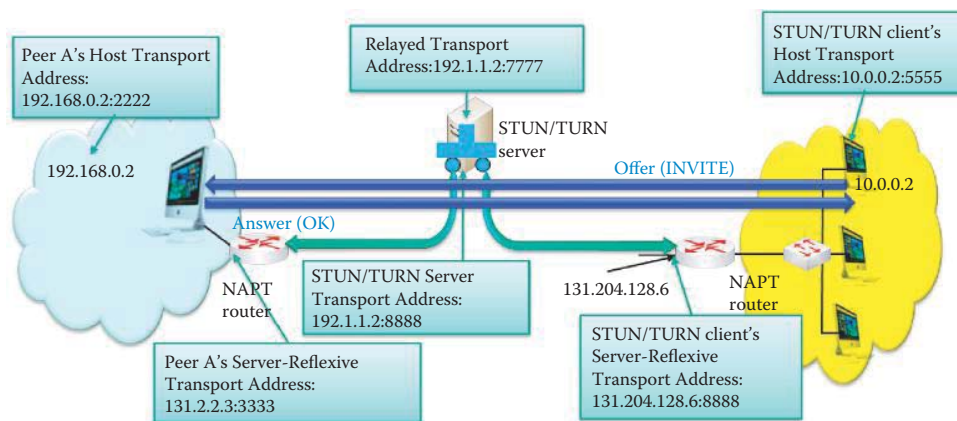 Peer A's Host Transport
Address:
192.168.0.2:2222
Relayed Transport
Address:192.1.1.2:7777
STUN/TURN client's
Host Transport
Address:10.0.0.2:5555
STUN/TURN
server
192.168.0.2
Offer (INVITE)
10.0.0.2
Answer (OK)
NAPT
router
STUN/TURN Server
Transport Address:
192.1.1.2:8888
131.204.128.6
NAPT
router
Peer A's Server-Reflexive
Transport Address:
131.2.2.3:3333
STUN/TURN client's
Server-Reflexive
Transport Address:
131.204.128.6:8888